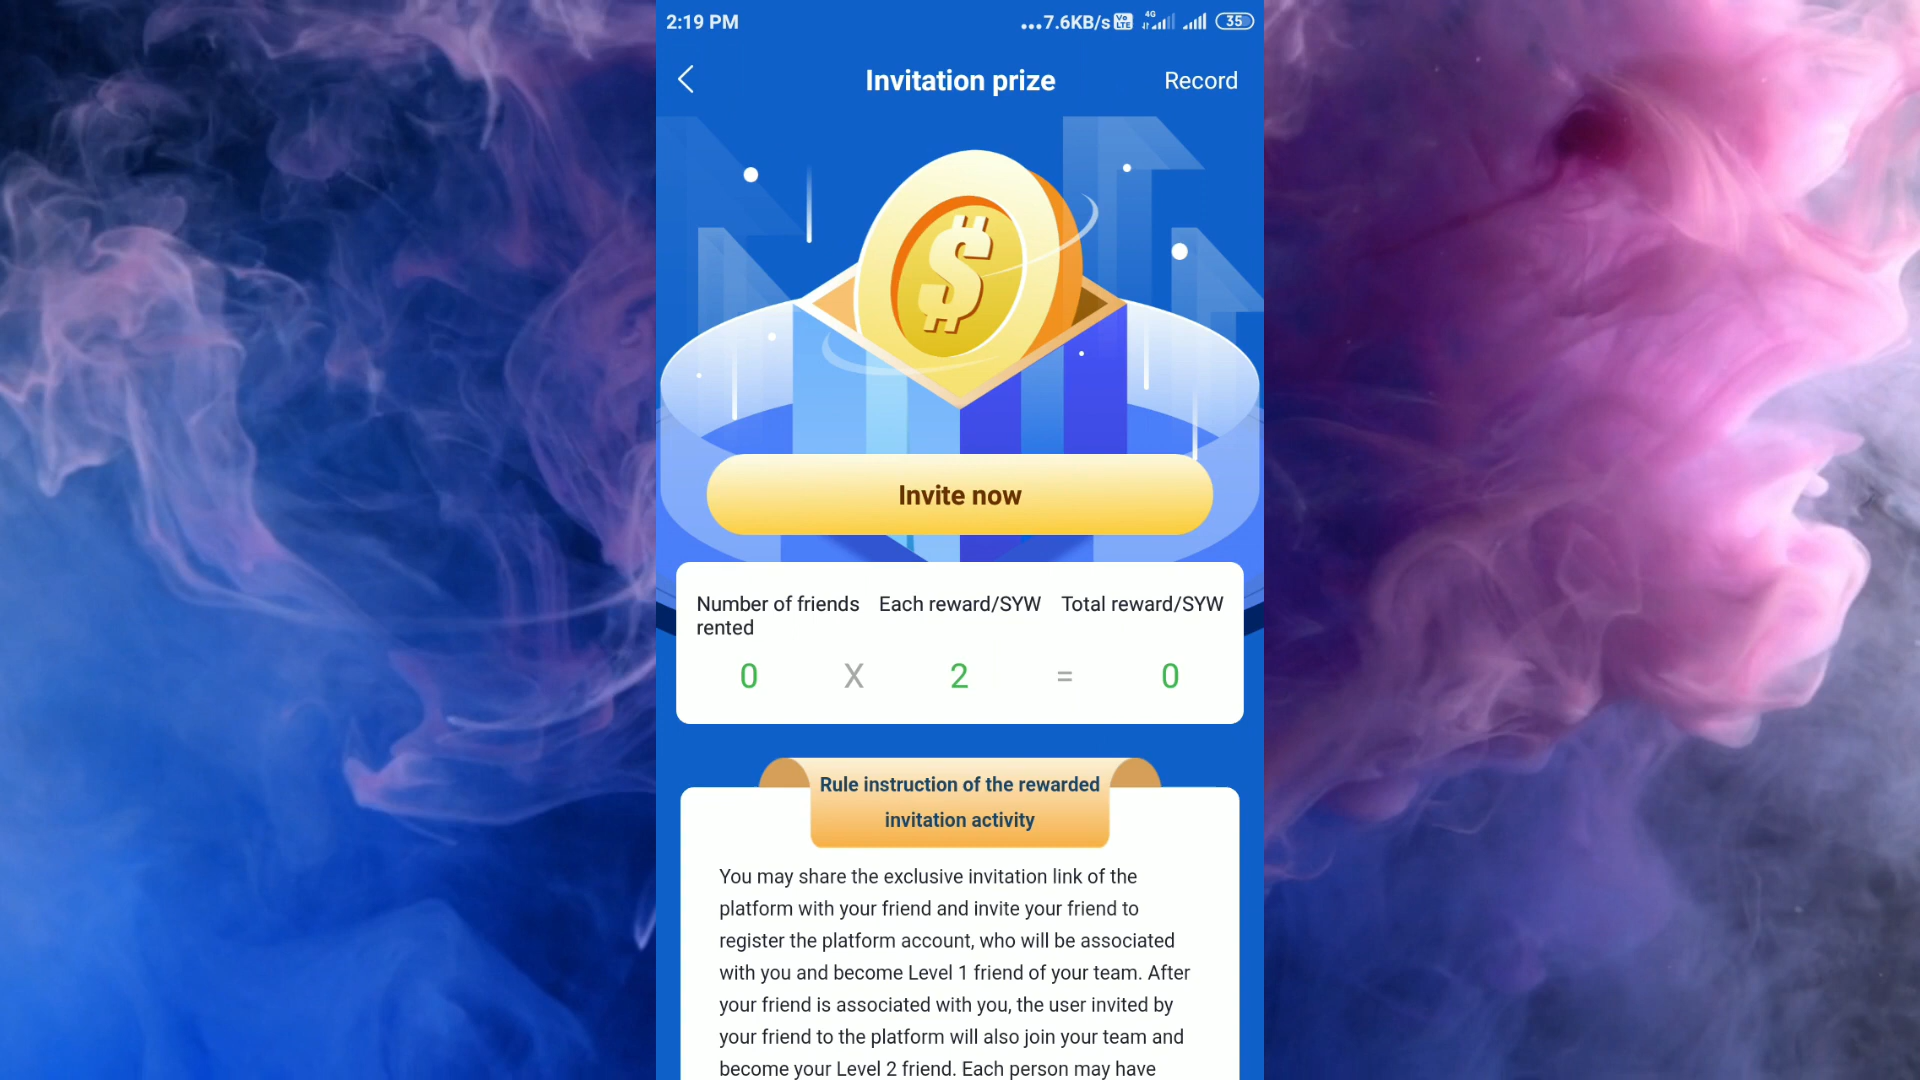 2:19 PM
...7.6KB/s Vo LTE 4G 35
Invitation prize
Record
$
Invite now
Number of friends rented
Each reward/SYW
Total reward/SYW
0 X 2 = 0
Rule instruction of the rewarded
invitation activity
You may share the exclusive invitation link of the
platform with your friend and invite your friend to
register the platform account, who will be associated
with you and become Level 1 friend of your team. After
your friend is associated with you, the user invited by
your friend to the platform will also join your team and
become your Level 2 friend. Each person may have